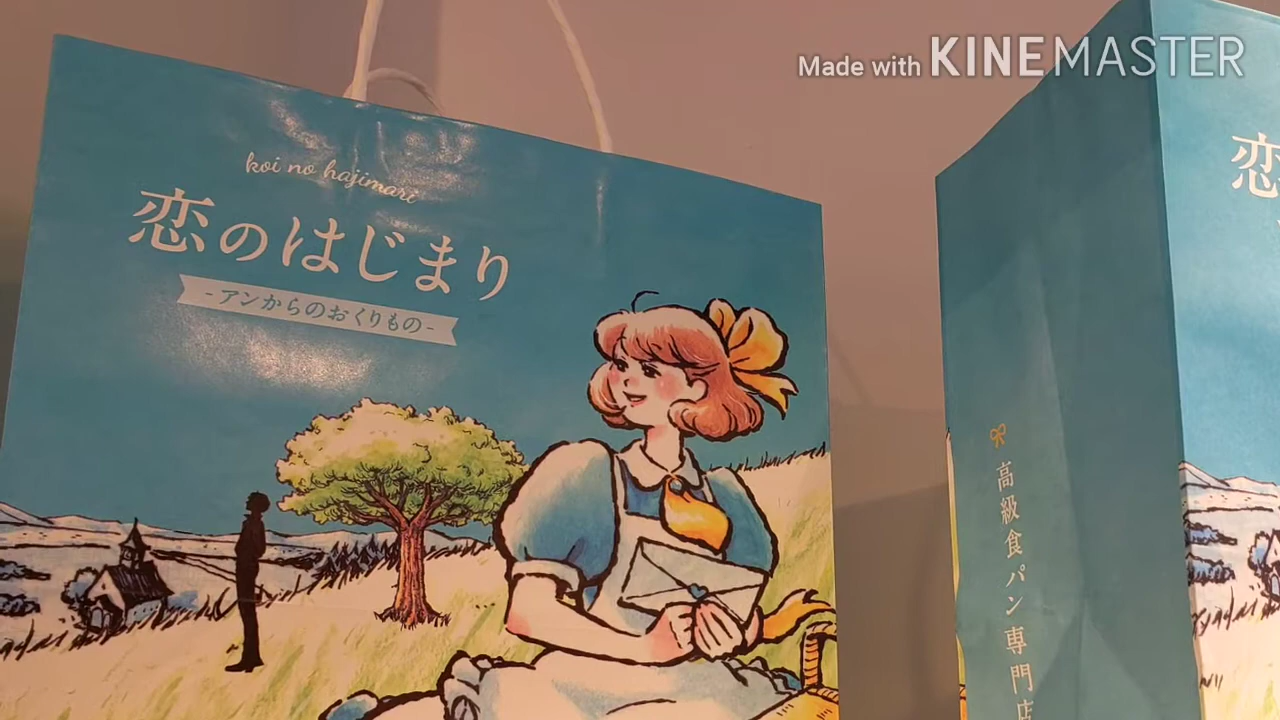 Made with KINEMASTER
koi no hajimari
恋のはじまり
-アンからのおくりもの-
恋
高級食パン専門店